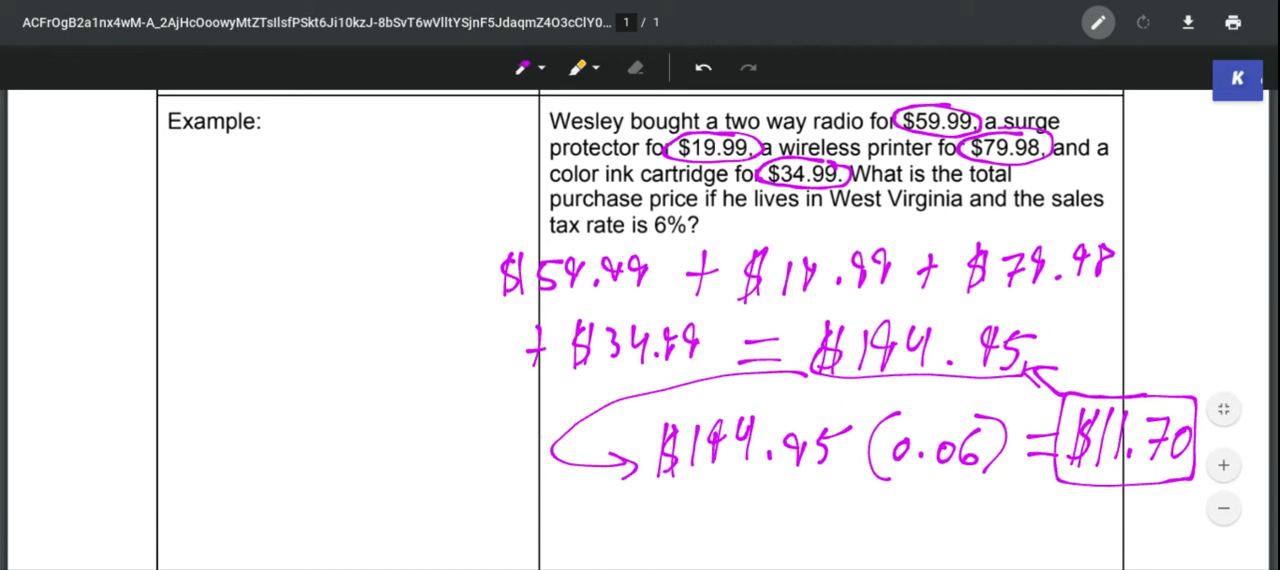 ACFrOgB2a1nx4wM-A_2AjHcOoowyMtZTsIlsfPSkt6Ji10kzJ-8bSvT6wVlltYSjnF5JdaqmZ4O3cClY0... 1 / 1
K
Example:
Wesley bought a two way radio for $59.99, a surge
protector for $19.99, a wireless printer for $79.98, and a
color ink cartridge for $34.99. What is the total
purchase price if he lives in West Virginia and the sales
tax rate is 6%?
$59.99 + $19.99 + $79.98
+ $34.99 = $194.95
$194.95 (0.06) = $11.70